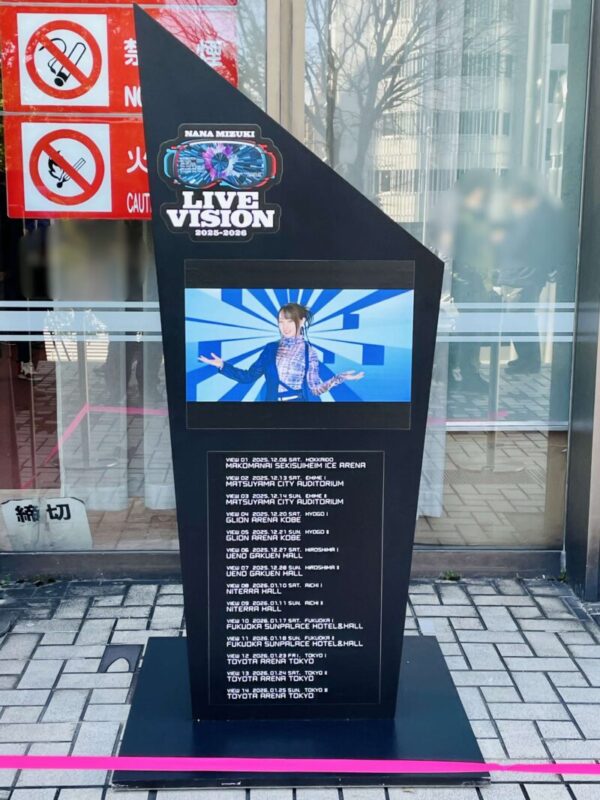 禁 煙
NO
火
CAUT
NANA MIZUKI
LIVE
VISION
2025-2026
VIEW 01 2025.12.06 SAT. HOKKAIDO
MAKOMANAI SEKISUIHEIM ICE ARENA
VIEW 02 2025.12.13 SAT. EHIME I
MATSUYAMA CITY AUDITORIUM
VIEW 03 2025.12.14 SUN. EHIME II
MATSUYAMA CITY AUDITORIUM
VIEW 04 2025.12.20 SAT. HYOGO I
GLION ARENA KOBE
VIEW 05 2025.12.21 SUN. HYOGO II
GLION ARENA KOBE
VIEW 06 2025.12.27 SAT. HIROSHIMA I
UENO GAKUEN HALL
VIEW 07 2025.12.28 SUN. HIROSHIMA II
UENO GAKUEN HALL
VIEW 08 2026.01.10 SAT. AICHI I
NITERRA HALL
VIEW 09 2026.01.11 SUN. AICHI II
NITERRA HALL
VIEW 10 2026.01.17 SAT. FUKUOKA I
FUKUOKA SUNPALACE HOTEL&HALL
VIEW 11 2026.01.18 SUN. FUKUOKA II
FUKUOKA SUNPALACE HOTEL&HALL
VIEW 12 2026.01.23 FRI. TOKYO I
TOYOTA ARENA TOKYO
VIEW 13 2026.01.24 SAT. TOKYO II
TOYOTA ARENA TOKYO
VIEW 14 2026.01.25 SUN. TOKYO III
TOYOTA ARENA TOKYO
締切